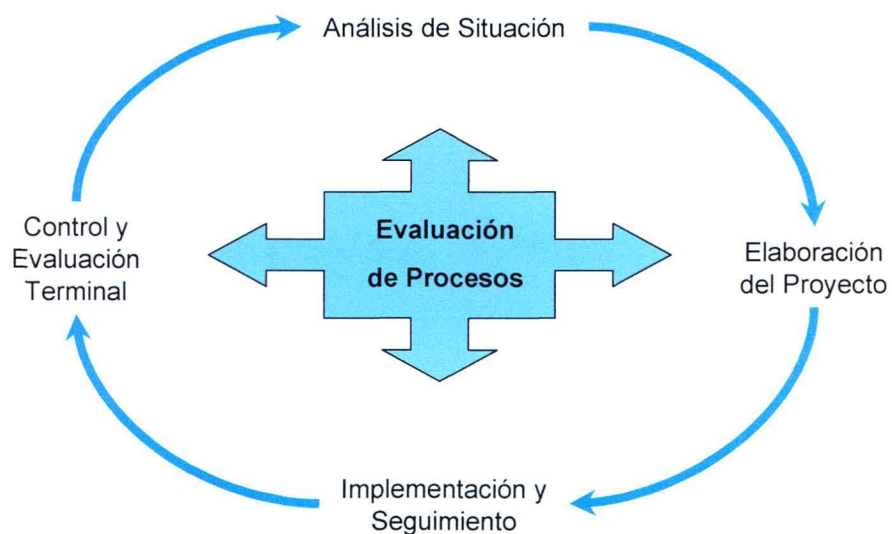 Análisis de Situación
Control y
Evaluación
Terminal
Evaluación
de Procesos
Elaboración
del Proyecto
Implementación y
Seguimiento